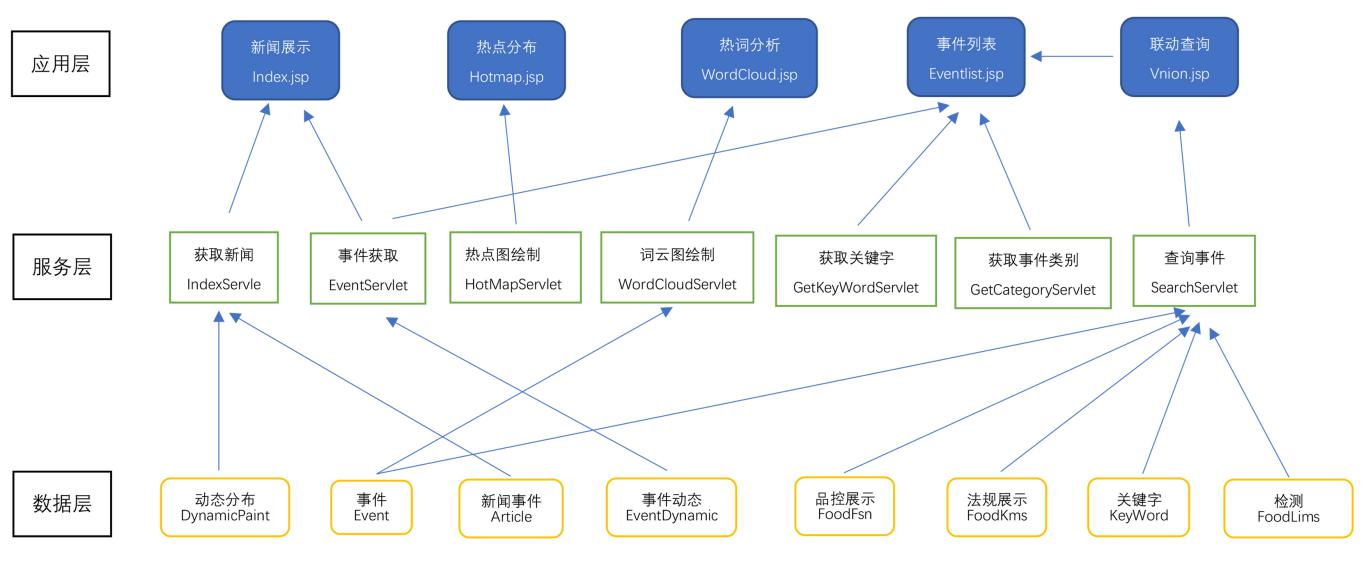 应用层
新闻展示
Index.jsp
热点分布
Hotmap.jsp
热词分析
WordCloud.jsp
事件列表
Eventlist.jsp
联动查询
Vnion.jsp
服务层
获取新闻
IndexServle
事件获取
EventServlet
热点图绘制
HotMapServlet
词云图绘制
WordCloudServlet
获取关键字
GetKeyWordServlet
获取事件类别
GetCategoryServlet
查询事件
SearchServlet
数据层
动态分布
DynamicPaint
事件
Event
新闻事件
Article
事件动态
EventDynamic
品控展示
FoodFsn
法规展示
FoodKms
关键字
KeyWord
检测
FoodLims